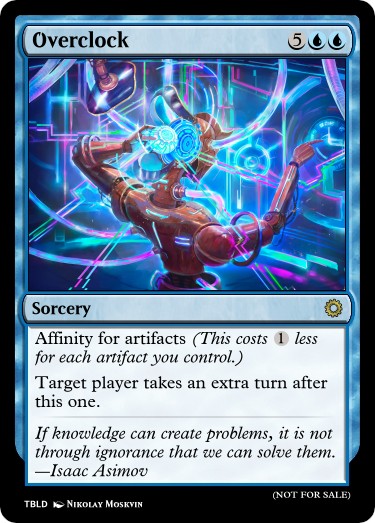 Overclock 5
Sorcery
Affinity for artifacts (This costs 1 less
for each artifact you control.)
Target player takes an extra turn after
this one.
If knowledge can create problems, it is not
through ignorance that we can solve them.
—Isaac Asimov
TBLD Nikolay Moskvin
(NOT FOR SALE)